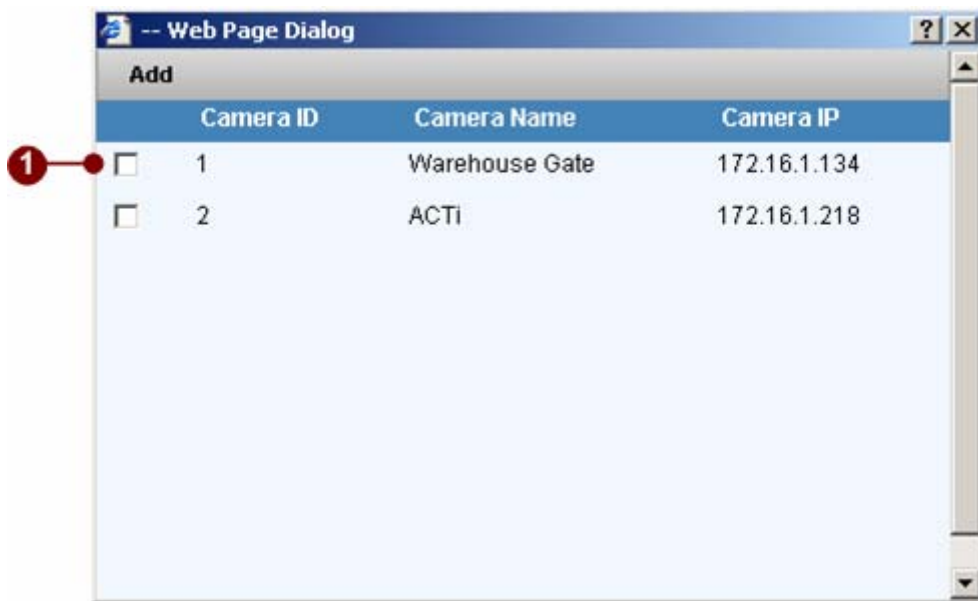 -- Web Page Dialog ? X
Add
Camera ID Camera Name Camera IP
1 1 Warehouse Gate 172.16.1.134
2 ACTi 172.16.1.218